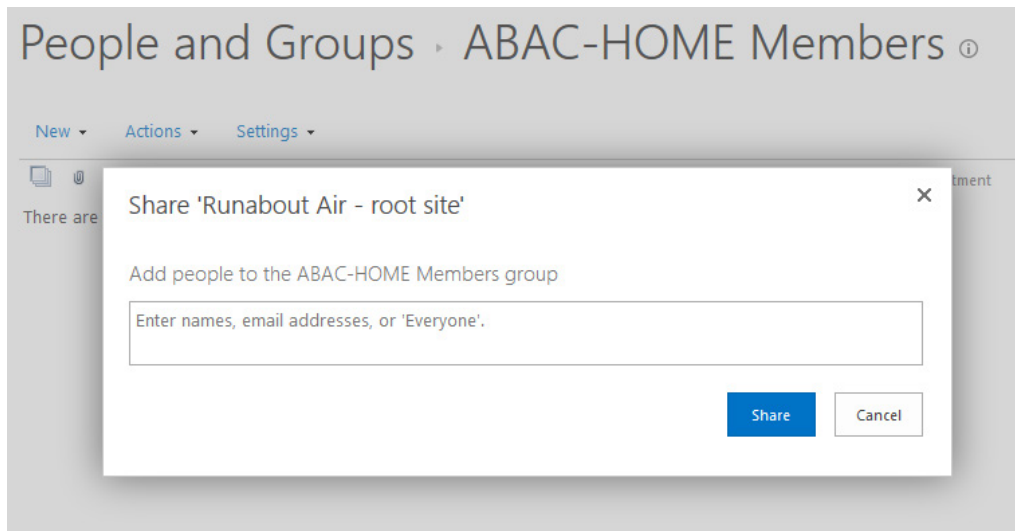 People and Groups ▸ ABAC-HOME Members
New Actions Settings
There are
Share 'Runabout Air - root site'
Add people to the ABAC-HOME Members group
Enter names, email addresses, or 'Everyone'.
Share Cancel